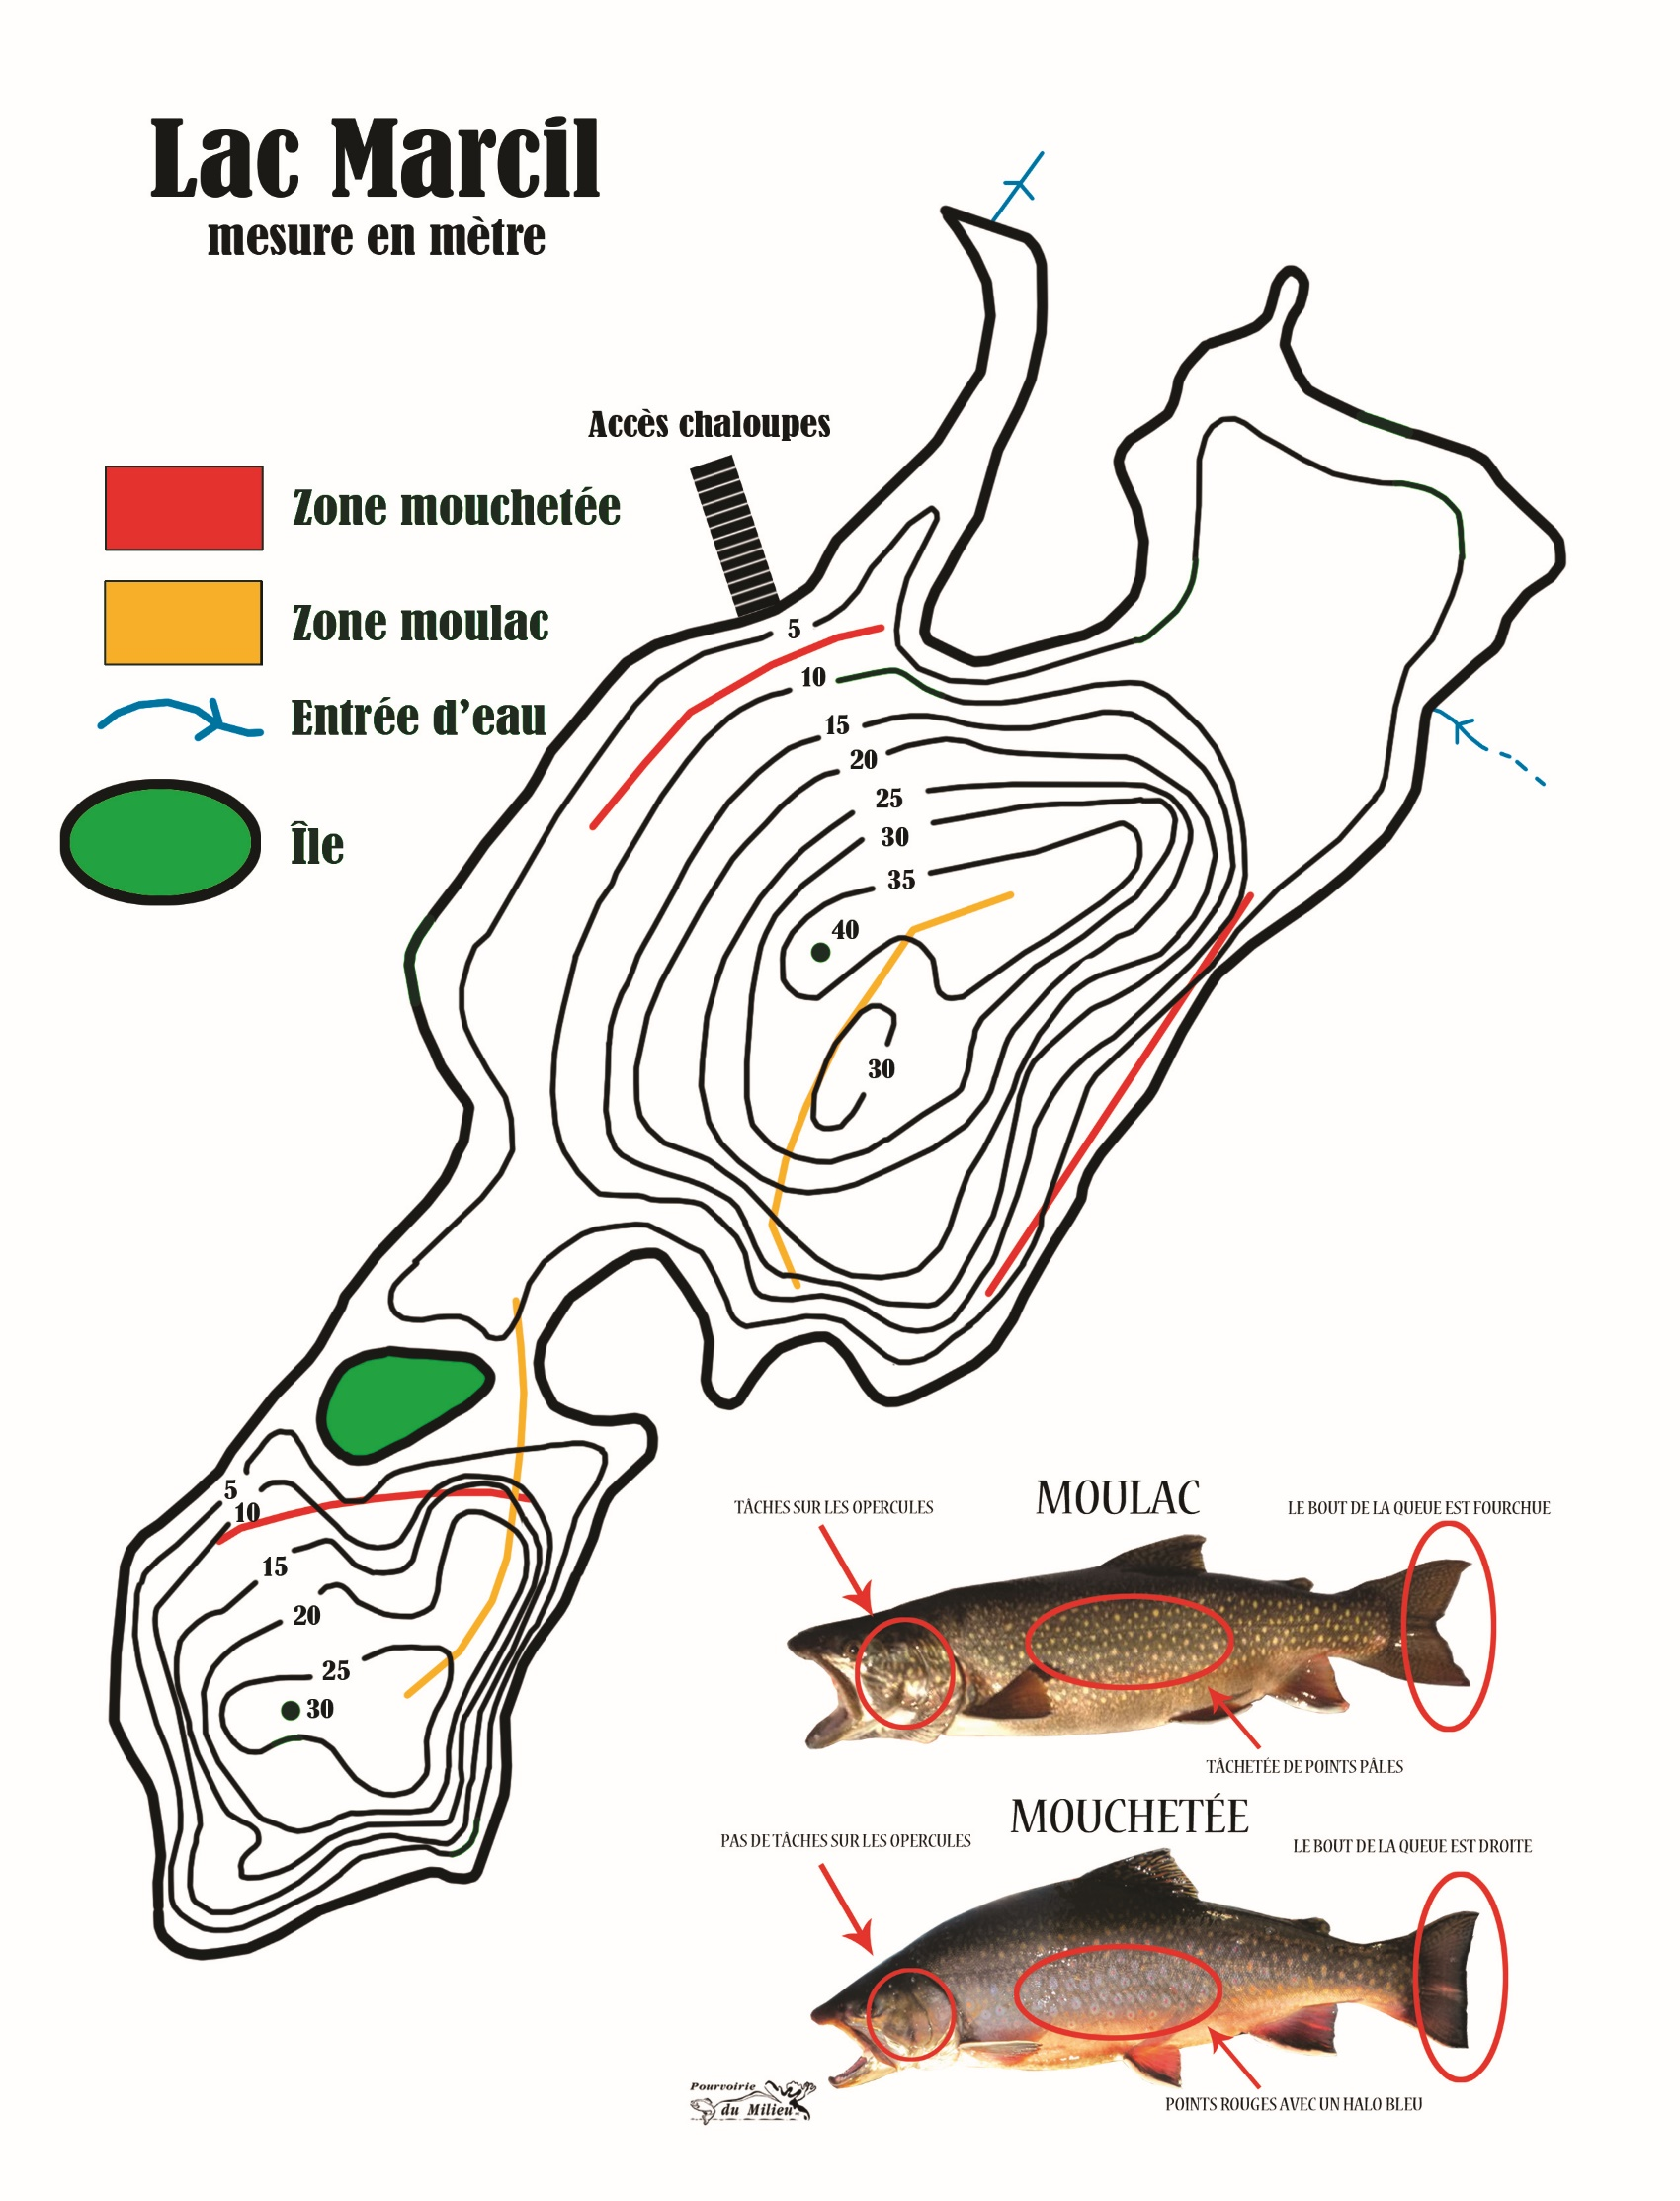 Lac Marcil
mesure en mètre
Accès chaloupes
Zone mouchetée
Zone moulac
Entrée d'eau
Île
5
10
15
20
25
30
35
40
30
5
10
15
20
25
30
MOULAC
TÂCHES SUR LES OPERCULES
LE BOUT DE LA QUEUE EST FOURCHUE
TÂCHETÉE DE POINTS PÂLES
MOUCHETÉE
PAS DE TÂCHES SUR LES OPERCULES
LE BOUT DE LA QUEUE EST DROITE
POINTS ROUGES AVEC UN HALO BLEU
Pourvoirie
du Milieu